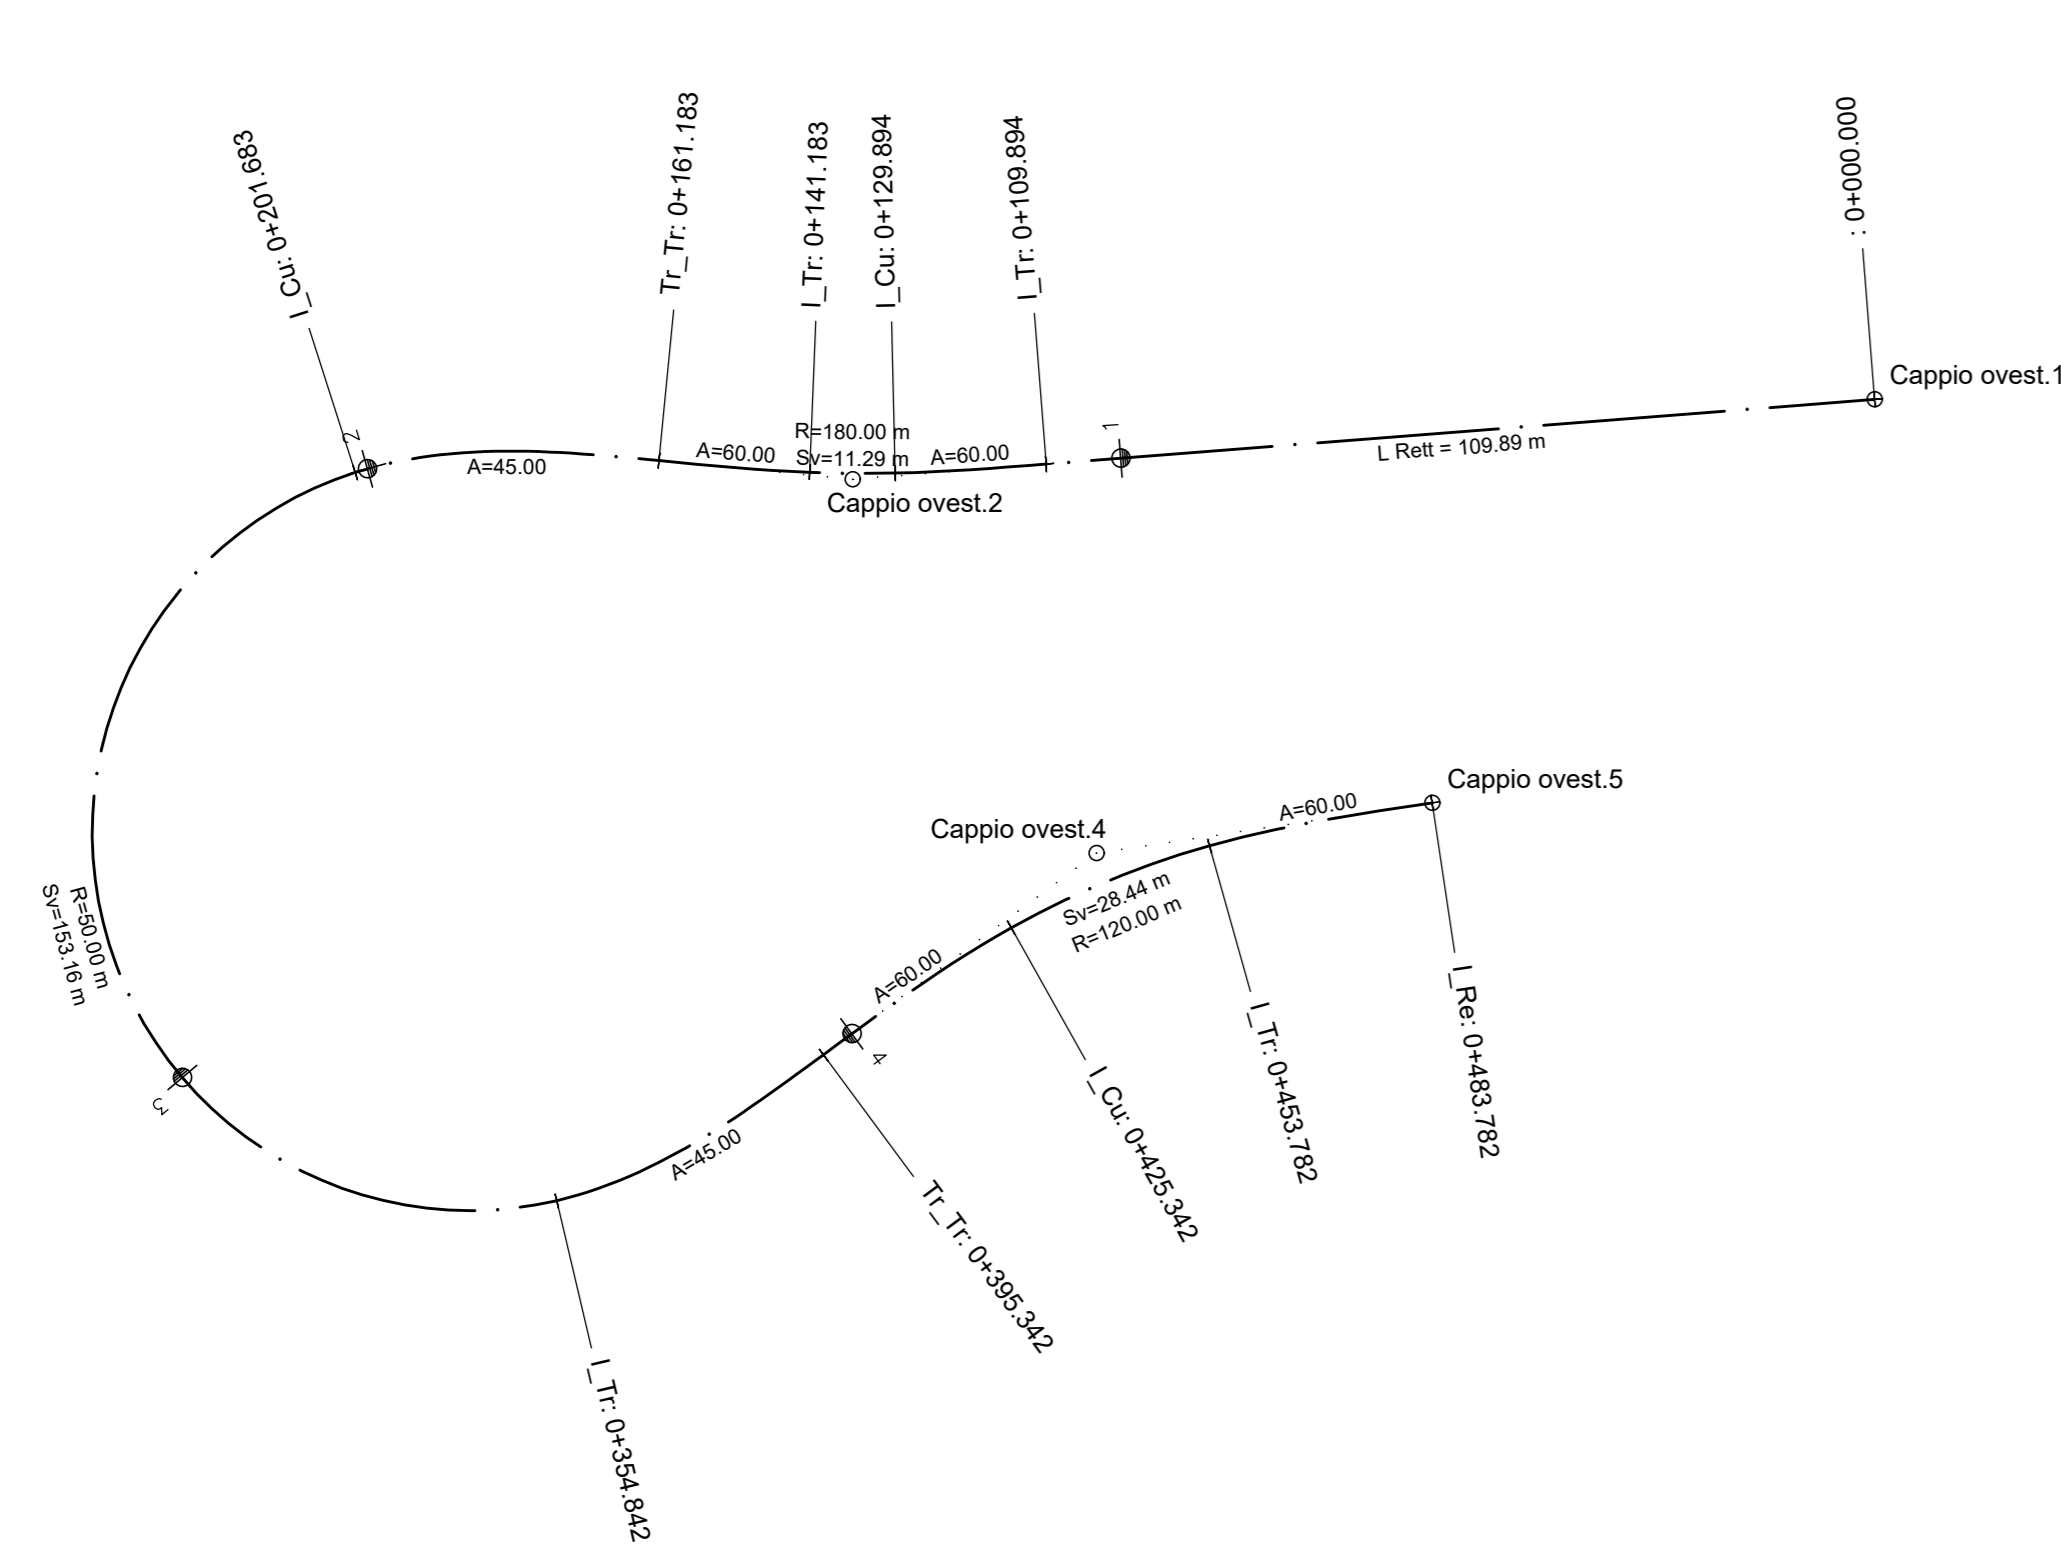 I_Cu: 0+201.683
Tr_Tr: 0+161.183
I_Tr: 0+141.183
I_Cu: 0+129.894
I_Tr: 0+109.894
: 0+000.000
Cappio ovest.1
2
A=45.00
A=60.00
R=180.00 m
Sv=11.29 m
A=60.00
1
L Rett = 109.89 m
Cappio ovest.2
Cappio ovest.5
A=60.00
Cappio ovest.4
Sv=28.44 m
R=120.00 m
A=60.00
R=50.00 m
Sv=153.16 m
4
3
A=45.00
I_Re: 0+483.782
I_Tr: 0+453.782
I_Cu: 0+425.342
Tr_Tr: 0+395.342
I_Tr: 0+354.842